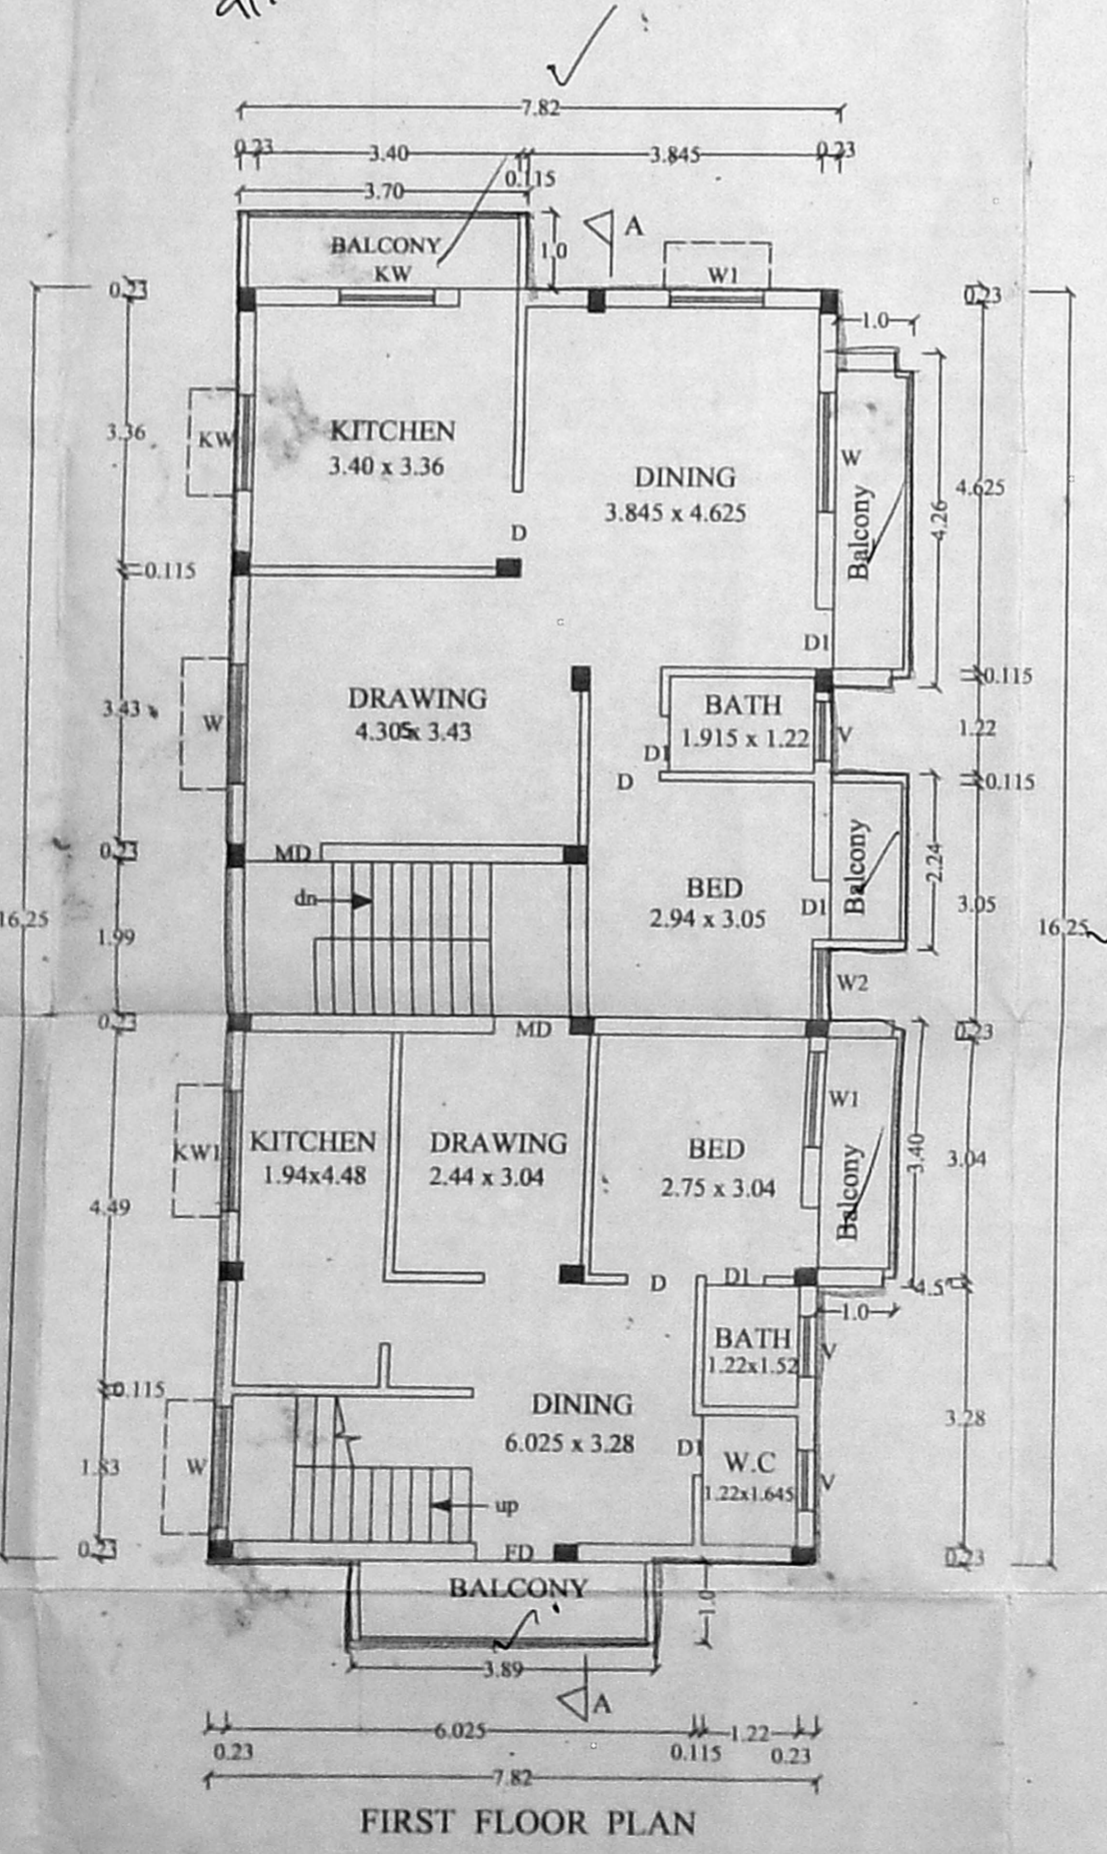 7.82
0.23 3.40 3.845 0.23
0.115
3.70
BALCONY
KW
1.0
A
W1
0.23
0.23
1.0
KW
3.36
KITCHEN
3.40 x 3.36
DINING
3.845 x 4.625
W
Balcony
4.26
4.625
D
0.115
D1
0.115
3.43
W
DRAWING
4.305x 3.43
BATH
1.915 x 1.22
V
1.22
D1
D
0.115
0.23
MD
dn
BED
2.94 x 3.05
D1
Balcony
2.24
3.05
16.25
1.99
16.25
W2
0.23
MD
0.23
KW1
KITCHEN
1.94x4.48
DRAWING
2.44 x 3.04
BED
2.75 x 3.04
W1
Balcony
3.40
3.04
4.49
D
D1
4.5"
1.0
BATH
1.22x1.52
V
0.115
DINING
6.025 x 3.28
3.28
1.83
W
D1
W.C
1.22x1.645
V
up
0.23
FD
0.23
BALCONY
1.0
3.89
A
6.025 1.22
0.23 0.115 0.23
7.82
FIRST FLOOR PLAN